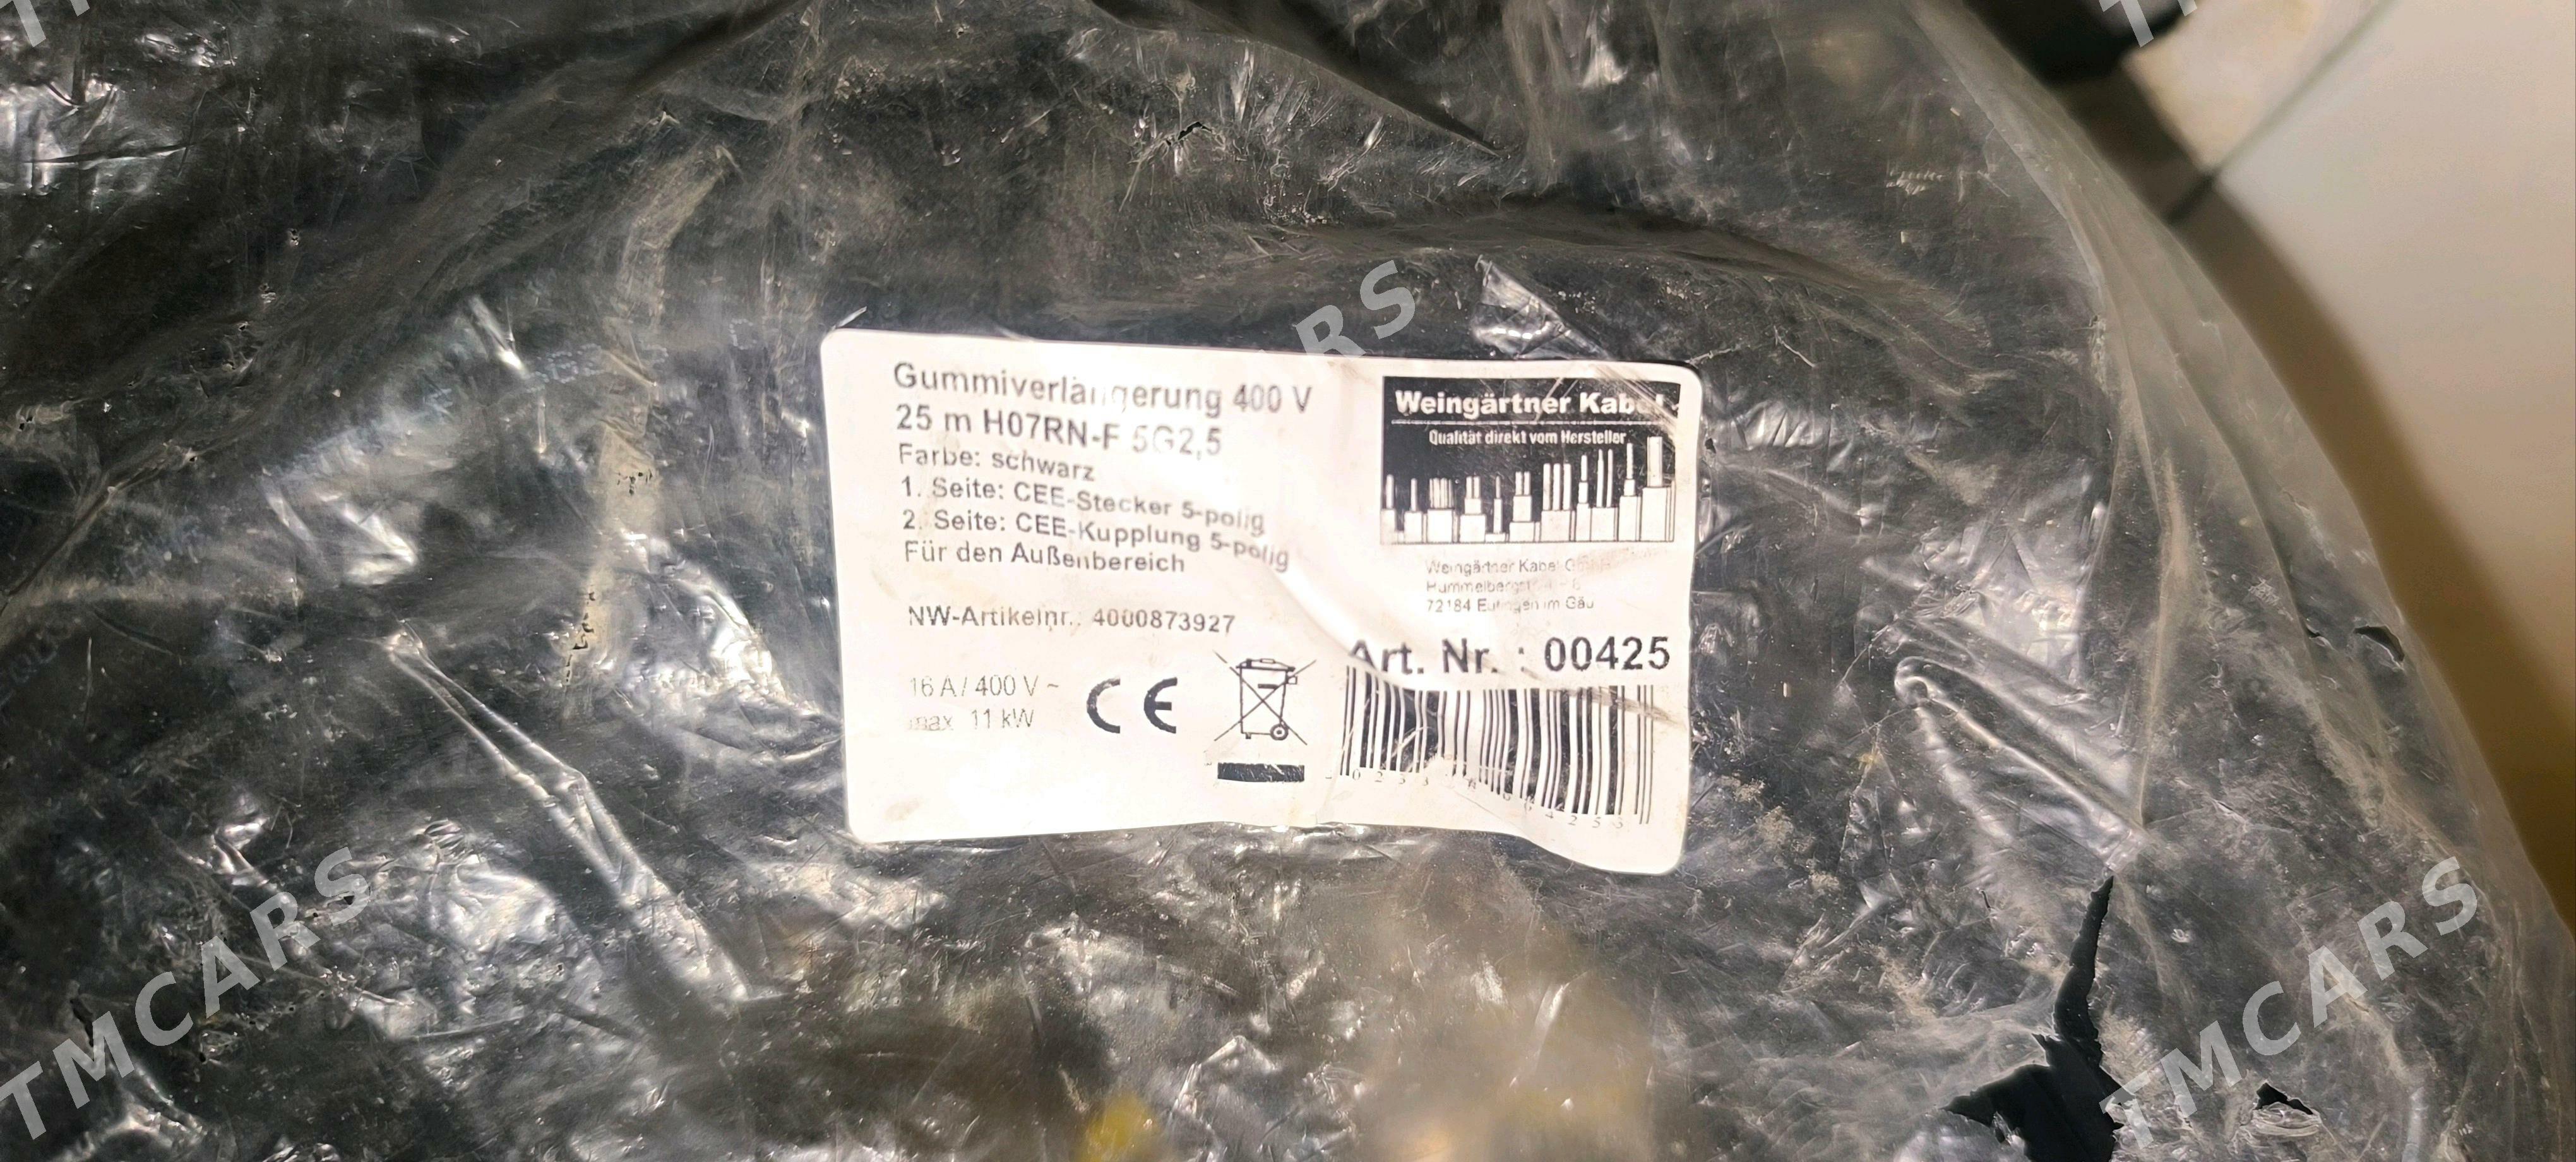 Gummiverlängerung 400 V
25 m H07RN-F 5G2,5
Farbe: schwarz
1. Seite: CEE-Stecker 5-polig
2. Seite: CEE-Kupplung 5-polig
Für den Außenbereich
NW-Artikelnr.: 4000873927
16 A / 400 V ~
max 11 kW
CE
Weingärtner Kabel
Qualität direkt vom Hersteller
Weingärtner Kabel
72184 Eutingen im Gäu
Art. Nr. : 00425
TMCARS
TMCARS